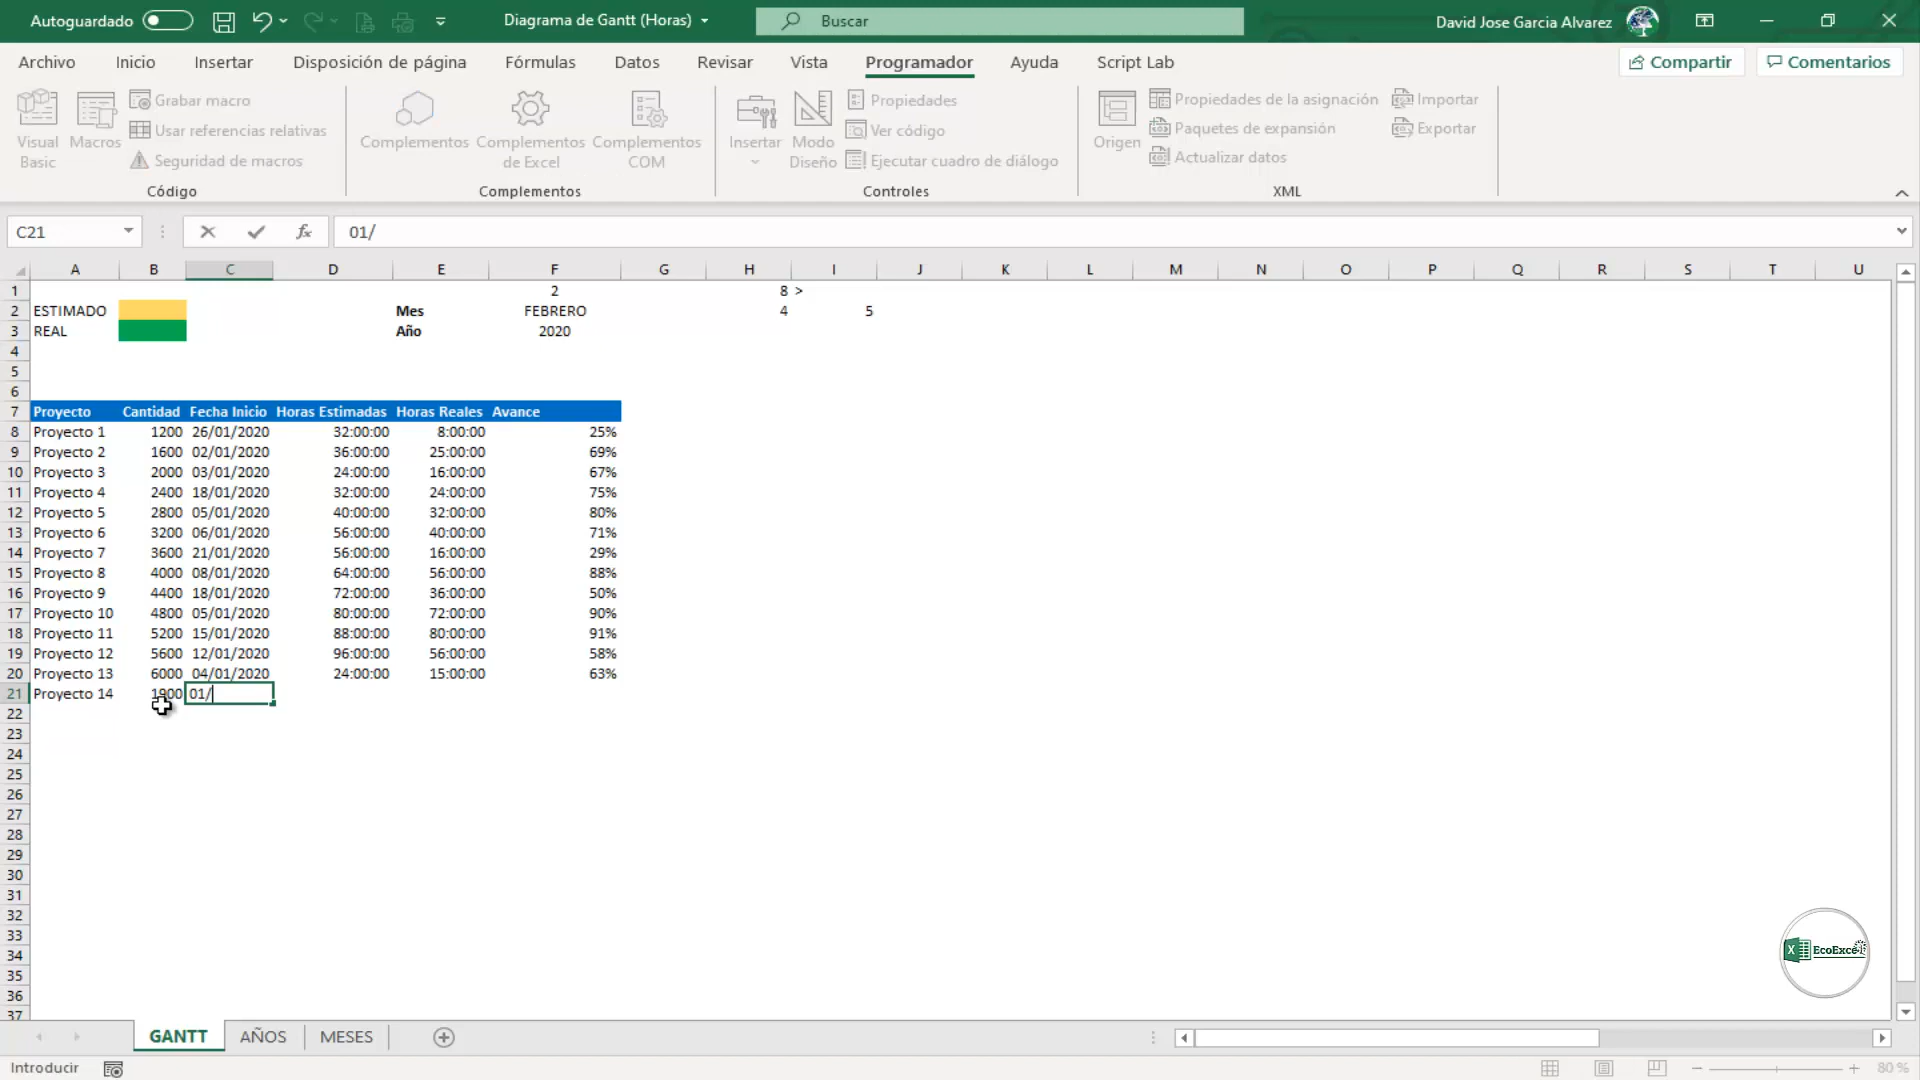 Autoguardado Diagrama de Gantt (Horas) Buscar David Jose Garcia Alvarez
Archivo Inicio Insertar Disposición de página Fórmulas Datos Revisar Vista Programador Ayuda Script Lab Compartir Comentarios
Visual Basic
Macros
Grabar macro
Usar referencias relativas
Seguridad de macros
Código
Complementos
Complementos de Excel
Complementos COM
Complementos
Insertar
Modo Diseño
Propiedades
Ver código
Ejecutar cuadro de diálogo
Controles
Origen
Propiedades de la asignación
Paquetes de expansión
Actualizar datos
Importar
Exportar
XML
C21 fx 01/
A B C D E F G H I J K L M N O P Q R S T U
1 2 8 >
2 ESTIMADO Mes FEBRERO 4 5
3 REAL Año 2020
4
5
6
7 Proyecto Cantidad Fecha Inicio Horas Estimadas Horas Reales Avance
8 Proyecto 1 1200 26/01/2020 32:00:00 8:00:00 25%
9 Proyecto 2 1600 02/01/2020 36:00:00 25:00:00 69%
10 Proyecto 3 2000 03/01/2020 24:00:00 16:00:00 67%
11 Proyecto 4 2400 18/01/2020 32:00:00 24:00:00 75%
12 Proyecto 5 2800 05/01/2020 40:00:00 32:00:00 80%
13 Proyecto 6 3200 06/01/2020 56:00:00 40:00:00 71%
14 Proyecto 7 3600 21/01/2020 56:00:00 16:00:00 29%
15 Proyecto 8 4000 08/01/2020 64:00:00 56:00:00 88%
16 Proyecto 9 4400 18/01/2020 72:00:00 36:00:00 50%
17 Proyecto 10 4800 05/01/2020 80:00:00 72:00:00 90%
18 Proyecto 11 5200 15/01/2020 88:00:00 80:00:00 91%
19 Proyecto 12 5600 12/01/2020 96:00:00 56:00:00 58%
20 Proyecto 13 6000 04/01/2020 24:00:00 15:00:00 63%
21 Proyecto 14 1900 01/
22
23
24
25
26
27
28
29
30
31
32
33
34
35
36
37
EcoExcel
GANTT AÑOS MESES
Introducir 80 %